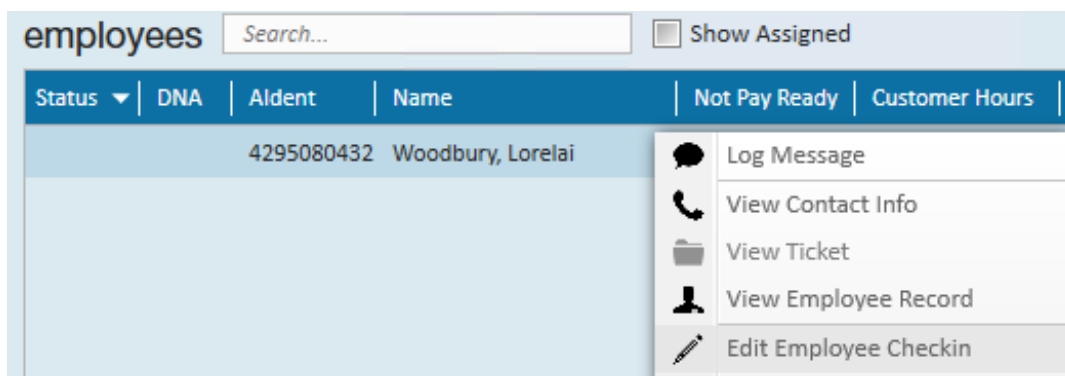 employees Search... Show Assigned
Status DNA AIdent Name Not Pay Ready Customer Hours
4295080432 Woodbury, Lorelai
Log Message
View Contact Info
View Ticket
View Employee Record
Edit Employee Checkin